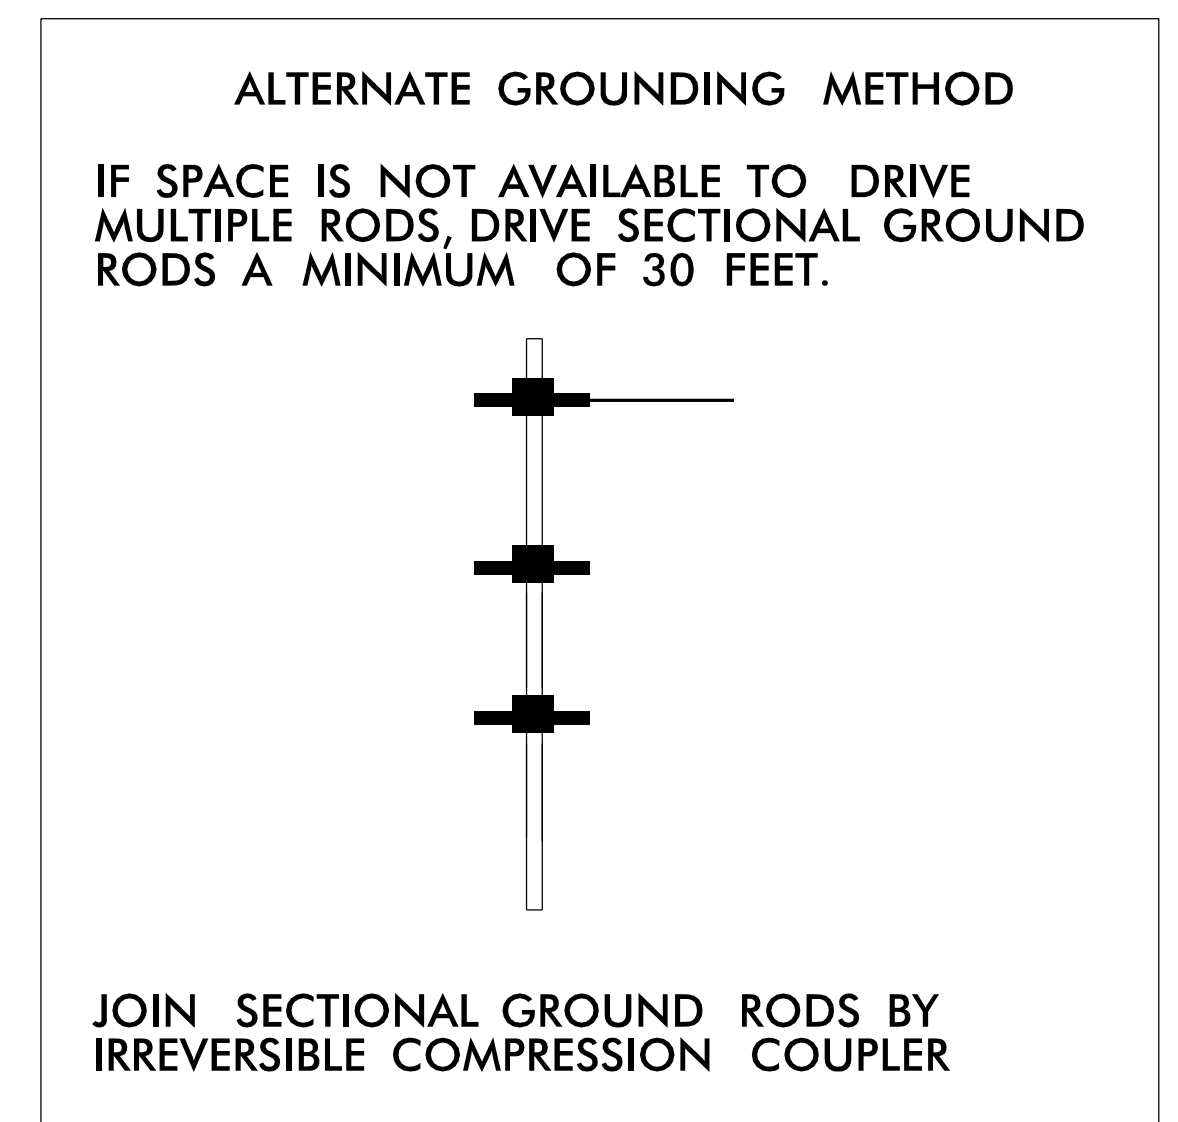 ALTERNATE GROUNDING METHOD
IF SPACE IS NOT AVAILABLE TO DRIVE
MULTIPLE RODS, DRIVE SECTIONAL GROUND
RODS A MINIMUM OF 30 FEET.
JOIN SECTIONAL GROUND RODS BY
IRREVERSIBLE COMPRESSION COUPLER